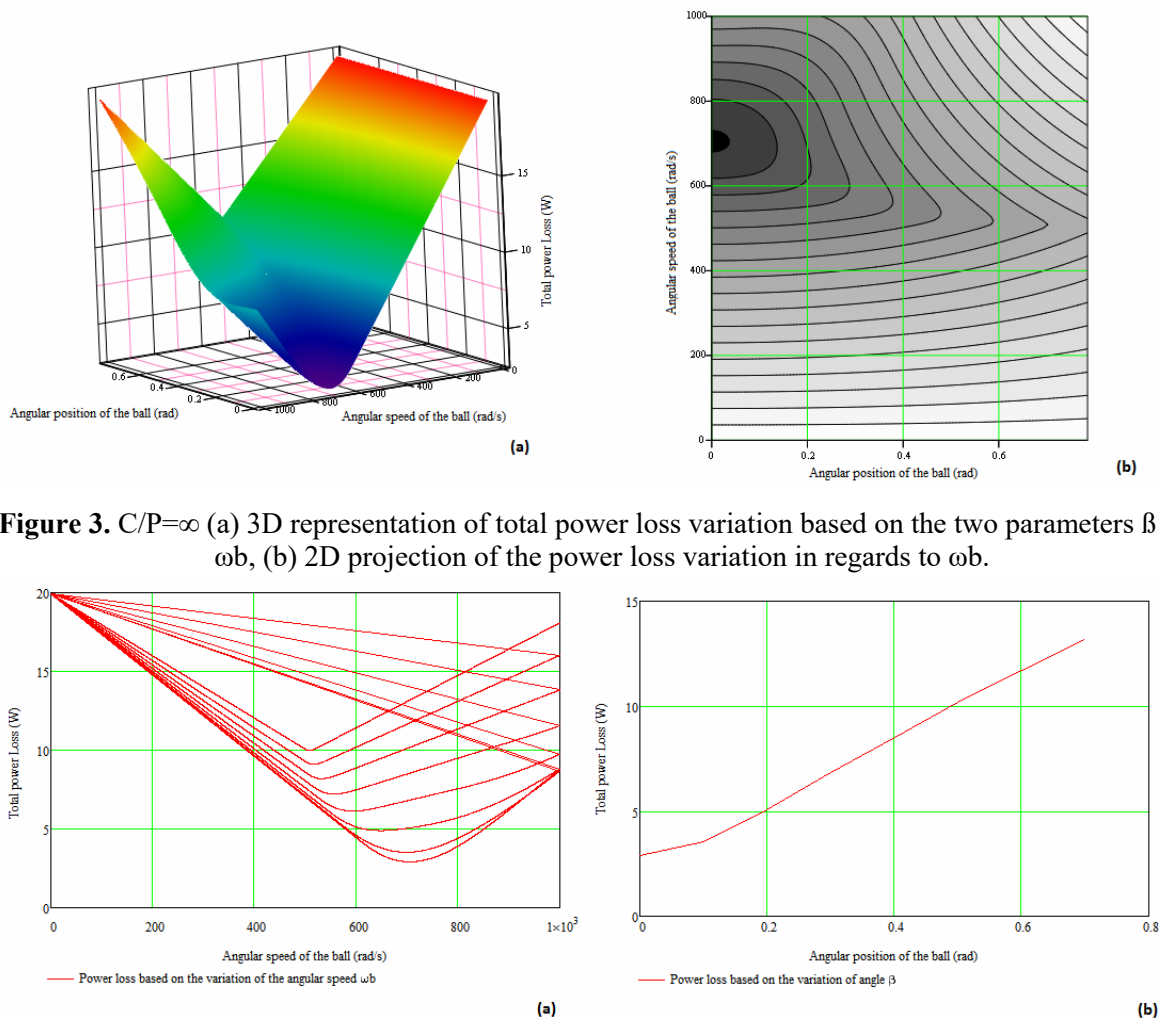 15
10
5
0
Total power Loss (W)
0.6
0.4
0.2
0
1000
800
600
400
200
Angular position of the ball (rad)
Angular speed of the ball (rad/s)
(a)
1000
800
600
400
200
0
Angular speed of the ball (rad/s)
0
0.2
0.4
0.6
Angular position of the ball (rad)
(b)
Figure 3. C/P=∞ (a) 3D representation of total power loss variation based on the two parameters ß
ωb, (b) 2D projection of the power loss variation in regards to ωb.
20
15
10
5
0
Total power Loss (W)
0
200
400
600
800
1×10³
Angular speed of the ball (rad/s)
Power loss based on the variation of the angular speed ωb
(a)
15
10
5
0
Total power Loss (W)
0
0.2
0.4
0.6
0.8
Angular position of the ball (rad)
Power loss based on the variation of angle β
(b)